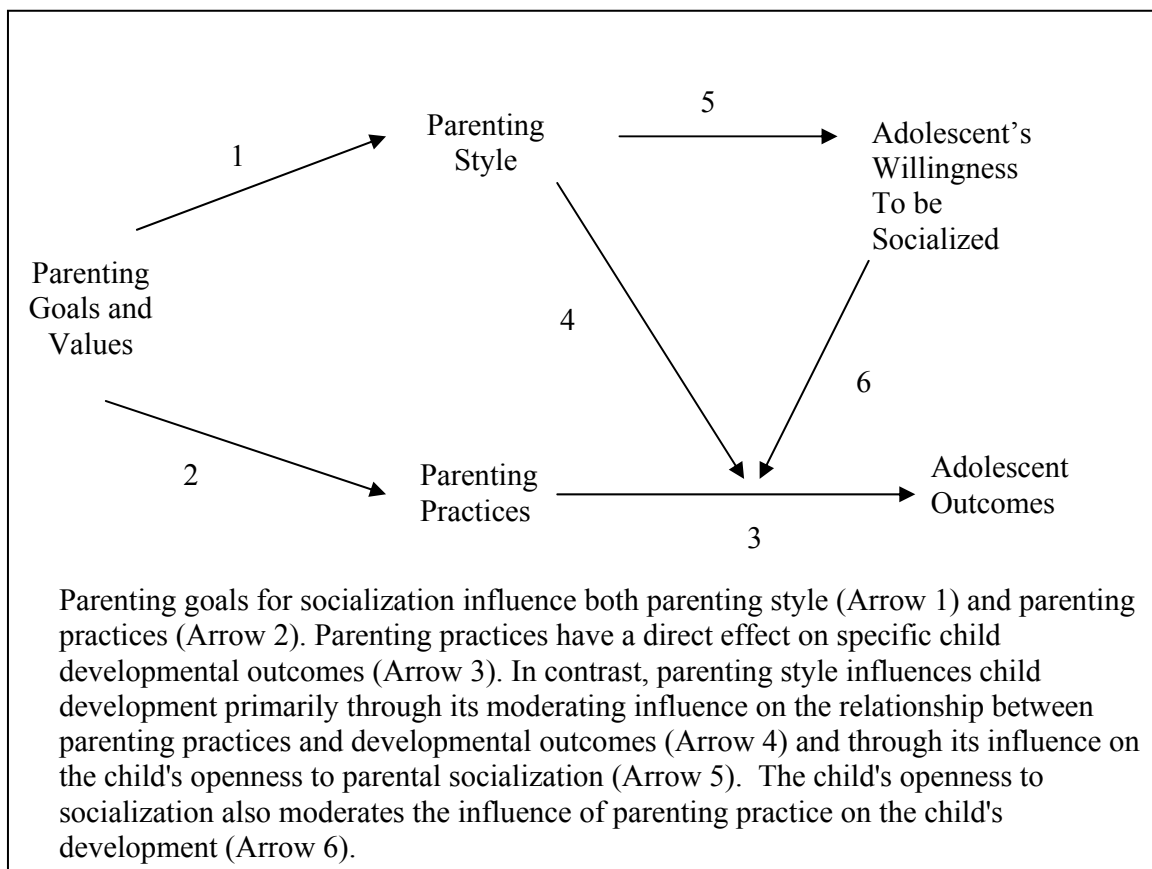 5
Parenting
Style
Adolescent’s
Willingness
To be
Socialized
1
Parenting
Goals and
Values
4
6
2
Parenting
Practices
Adolescent
Outcomes
3
Parenting goals for socialization influence both parenting style (Arrow 1) and parenting
practices (Arrow 2). Parenting practices have a direct effect on specific child
developmental outcomes (Arrow 3). In contrast, parenting style influences child
development primarily through its moderating influence on the relationship between
parenting practices and developmental outcomes (Arrow 4) and through its influence on
the child's openness to parental socialization (Arrow 5).  The child's openness to
socialization also moderates the influence of parenting practice on the child's
development (Arrow 6).